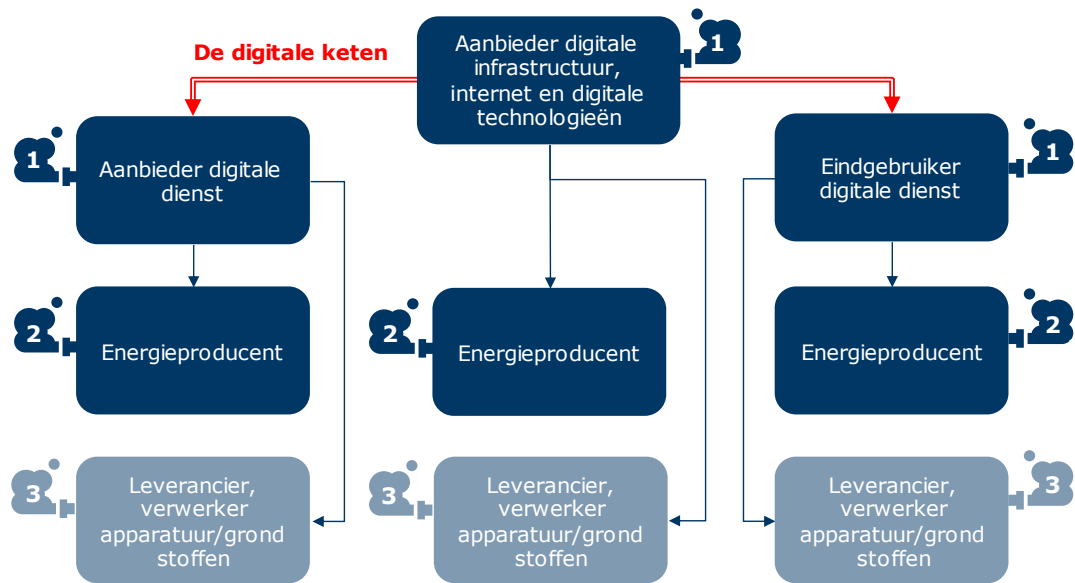 De digitale keten
Aanbieder digitale
infrastructuur,
internet en digitale
technologieën
1
1
Aanbieder digitale
dienst
Eindgebruiker
digitale dienst
1
2
Energieproducent
2
Energieproducent
Energieproducent
2
3
Leverancier,
verwerker
apparatuur/grond
stoffen
3
Leverancier,
verwerker
apparatuur/grond
stoffen
Leverancier,
verwerker
apparatuur/grond
stoffen
3